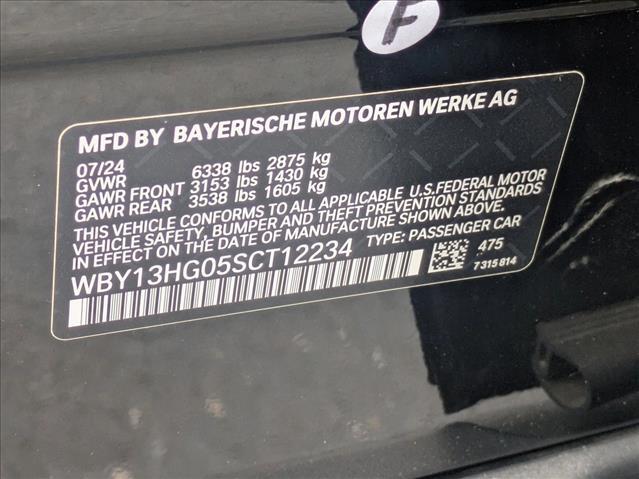 F
MFD BY BAYERISCHE MOTOREN WERKE AG
07/24
GVWR 6338 lbs 2875 kg
GAWR FRONT 3153 lbs 1430 kg
GAWR REAR 3538 lbs 1605 kg
THIS VEHICLE CONFORMS TO ALL APPLICABLE U.S.FEDERAL MOTOR
VEHICLE SAFETY, BUMPER AND THEFT PREVENTION STANDARDS
IN EFFECT ON THE DATE OF MANUFACTURE SHOWN ABOVE.
WBY13HG05SCT12234 TYPE: PASSENGER CAR
475
7315814